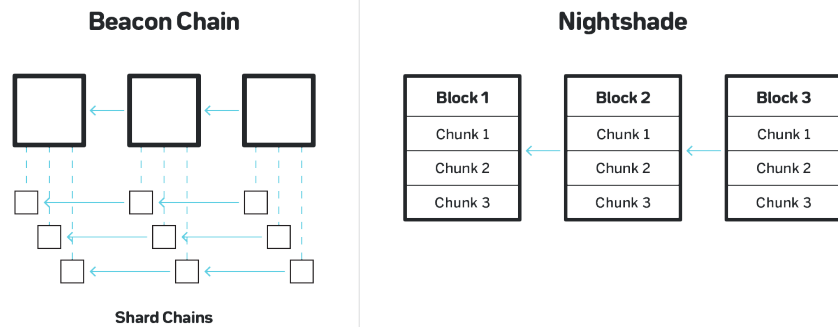 Beacon Chain
Shard Chains
Nightshade
Block 1
Chunk 1
Chunk 2
Chunk 3
Block 2
Chunk 1
Chunk 2
Chunk 3
Block 3
Chunk 1
Chunk 2
Chunk 3